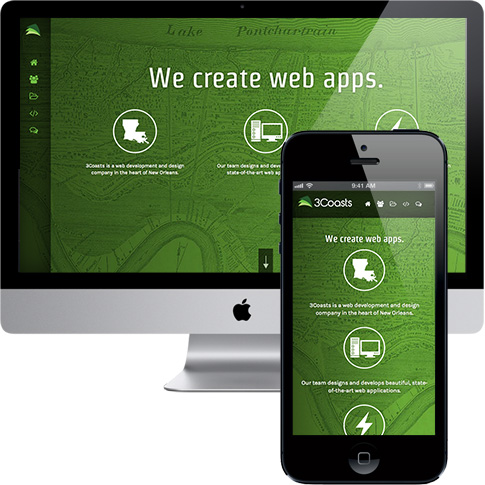 Lake Pontchartrain
We create web apps.
3Coasts is a web development and design
company in the heart of New Orleans.
Our team designs and develops
state-of-the-art web
9:41 AM
3Coasts
We create web apps.
3Coasts is a web development and design
company in the heart of New Orleans.
Our team designs and develops beautiful, state-
of-the-art web applications.